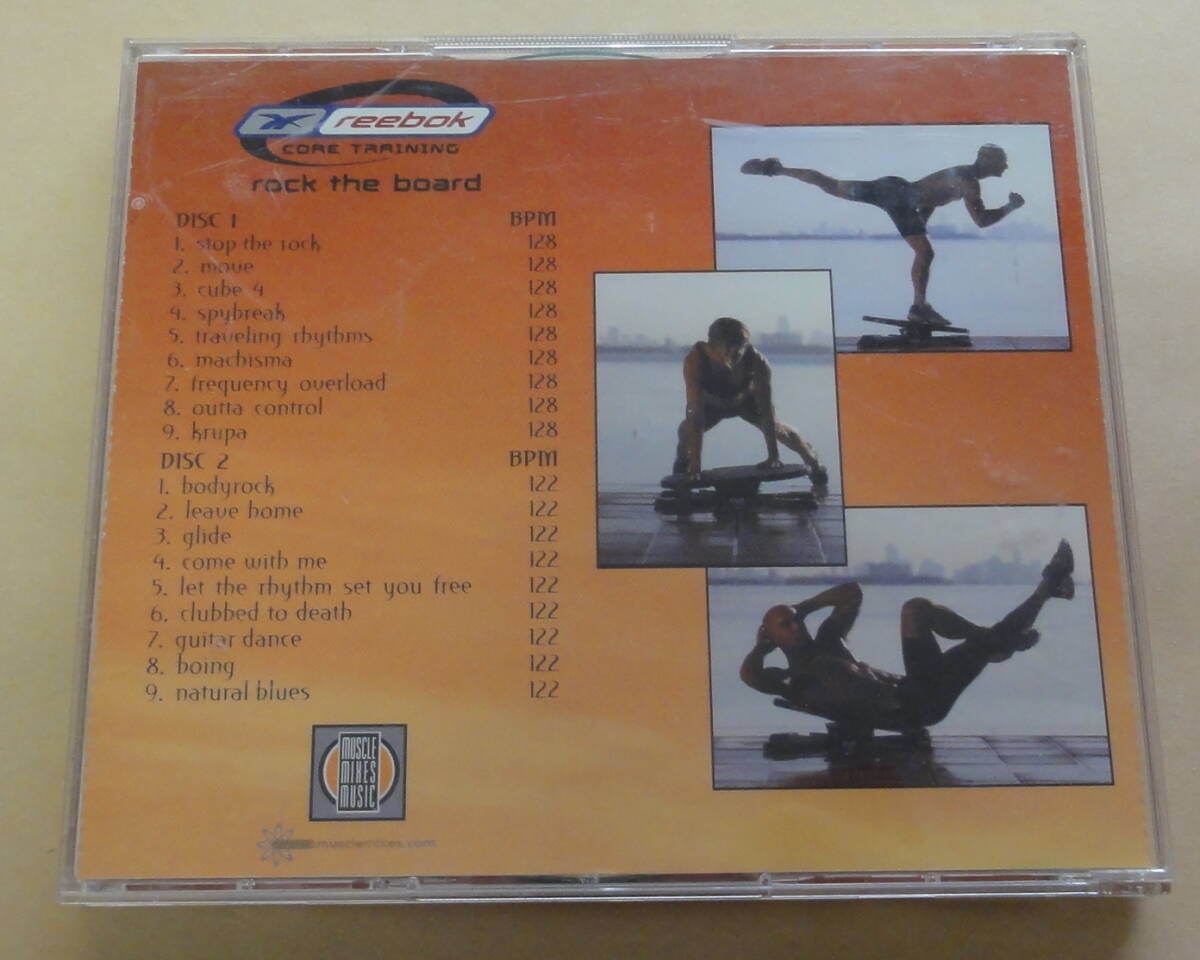 reebok
CORE TRAINING
rock the board
DISC 1 BPM
1. stop the rock 128
2. move 128
3. cube 4 128
4. spybreak 128
5. traveling rhythms 128
6. machisma 128
7. frequency overload 128
8. outta control 128
9. krupa 128
DISC 2 BPM
1. bodyrock 122
2. leave home 122
3. glide 122
4. come with me 122
5. let the rhythm set you free 122
6. clubbed to death 122
7. guitar dance 122
8. boing 122
9. natural blues 122
MUSCLE
MIXES
MUSIC
musclemixes.com